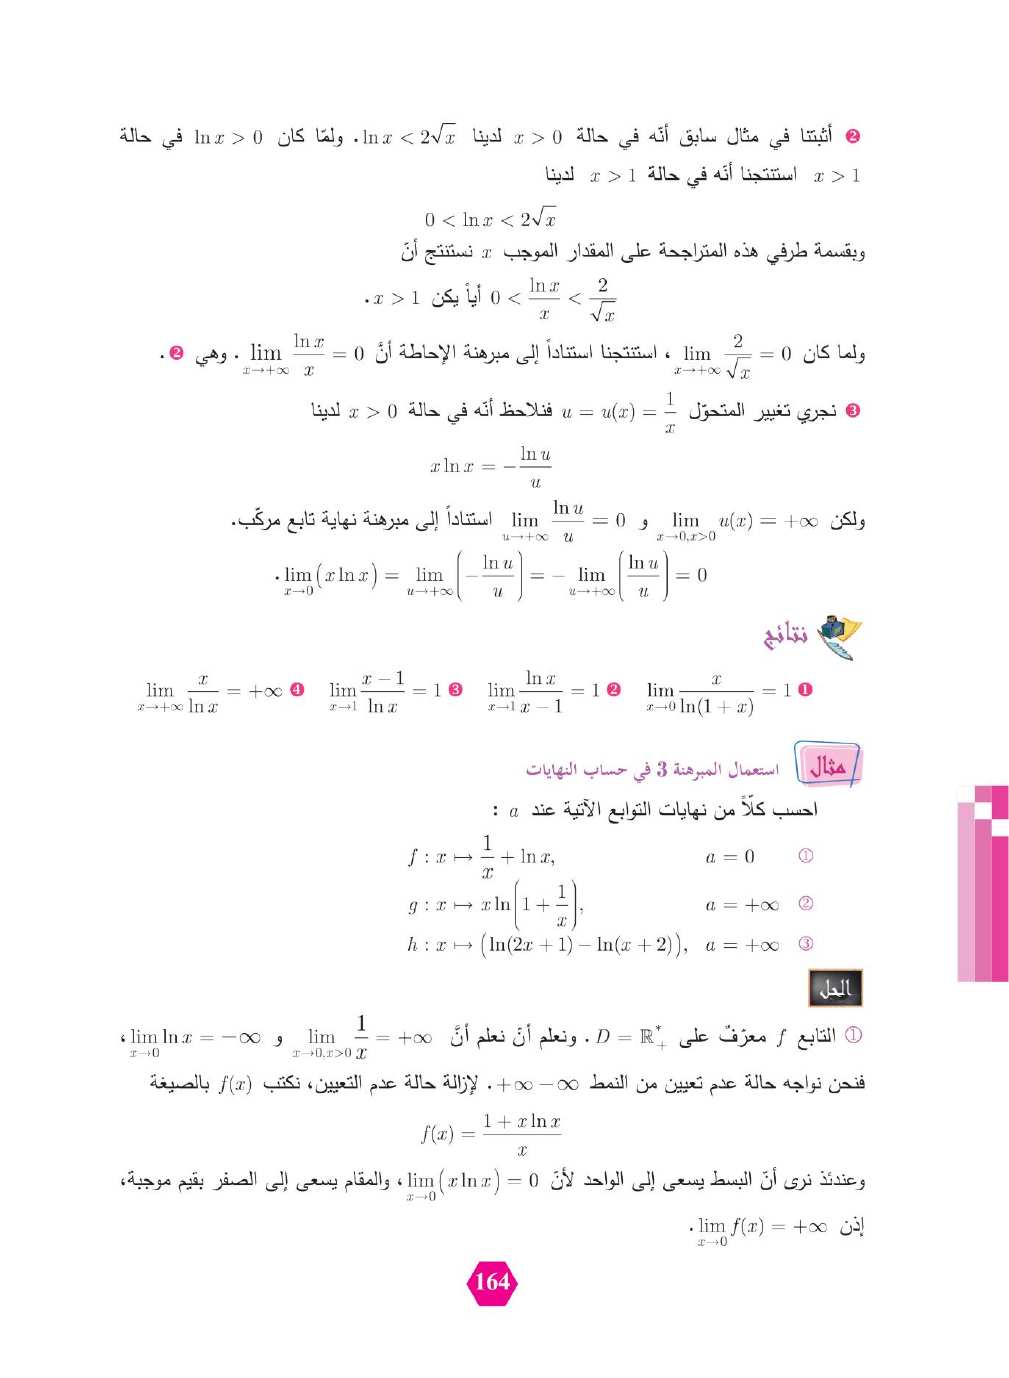 ❷ أثبتنا في مثال سابق أنّه في حالة x > 0 لدينا ln x < 2√x. ولمّا كان ln x > 0 في حالة
x > 1 استنتجنا أنّه في حالة x > 1 لدينا
0 < ln x < 2√x
وبقسمة طرفي هذه المتراجحة على المقدار الموجب x نستنتج أنّ
0 < (ln x)/x < 2/√x أياً يكن x > 1.
ولما كان lim_{x→+∞} 2/√x = 0 ، استنتجنا استناداً إلى مبرهنة الإحاطة أنَّ lim_{x→+∞} (ln x)/x = 0 . وهي ❷.
❸ نجري تغيير المتحوّل u = u(x) = 1/x فنلاحظ أنّه في حالة x > 0 لدينا
x ln x = −(ln u)/u
ولكن lim_{x→0,x>0} u(x) = +∞ و lim_{u→+∞} (ln u)/u = 0 استناداً إلى مبرهنة نهاية تابع مركّب.
lim_{x→0} (x ln x) = lim_{u→+∞} (−(ln u)/u) = − lim_{u→+∞} ((ln u)/u) = 0.
نتائج
❶ lim_{x→0} x/ln(1 + x) = 1 ❷ lim_{x→1} (ln x)/(x − 1) = 1 ❸ lim_{x→1} (x − 1)/ln x = 1 ❹ lim_{x→+∞} x/ln x = +∞
مثال استعمال المبرهنة 3 في حساب النهايات
احسب كلّاً من نهايات التوابع الآتية عند a :
① f : x ↦ 1/x + ln x, a = 0
② g : x ↦ x ln(1 + 1/x), a = +∞
③ h : x ↦ (ln(2x + 1) − ln(x + 2)), a = +∞
الحل
① التابع f معرّفٌ على D = ℝ*₊ . ونعلم أنّ نعلم أنَّ lim_{x→0,x>0} 1/x = +∞ و lim_{x→0} ln x = −∞ ،
فنحن نواجه حالة عدم تعيين من النمط +∞ − ∞. لإزالة حالة عدم التعيين، نكتب f(x) بالصيغة
f(x) = (1 + x ln x)/x
وعندئذ نرى أنّ البسط يسعى إلى الواحد لأنّ lim_{x→0} (x ln x) = 0 ، والمقام يسعى إلى الصفر بقيم موجبة،
إذن lim_{x→0} f(x) = +∞.
164